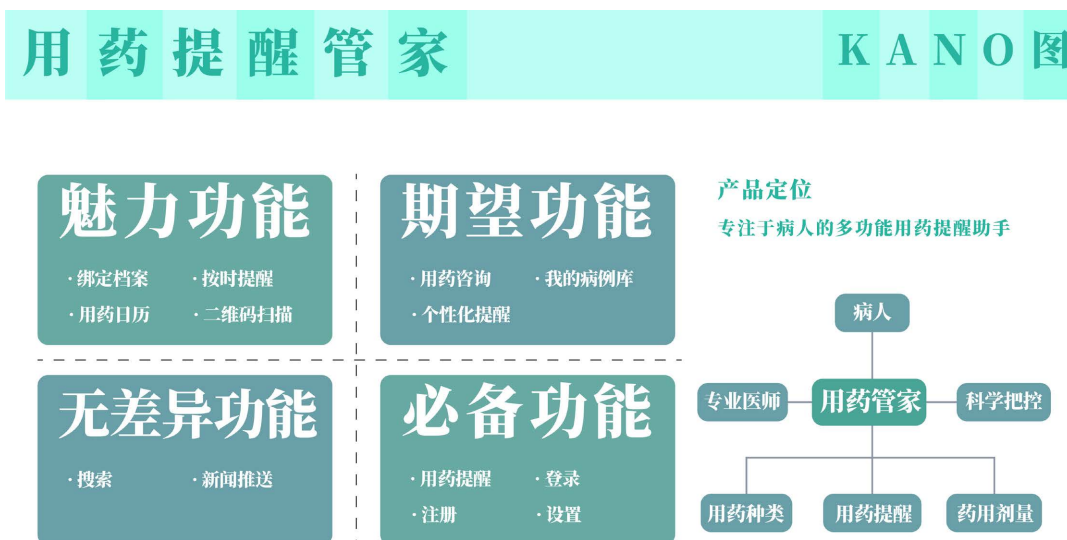 用药提醒管家
KANO图
魅力功能
·绑定档案 ·按时提醒
·用药日历 ·二维码扫描
期望功能
·用药咨询 ·我的病例库
·个性化提醒
无差异功能
·搜索 ·新闻推送
必备功能
·用药提醒 ·登录
·注册 ·设置
产品定位
专注于病人的多功能用药提醒助手
病人
专业医师 用药管家 科学把控
用药种类 用药提醒 药用剂量